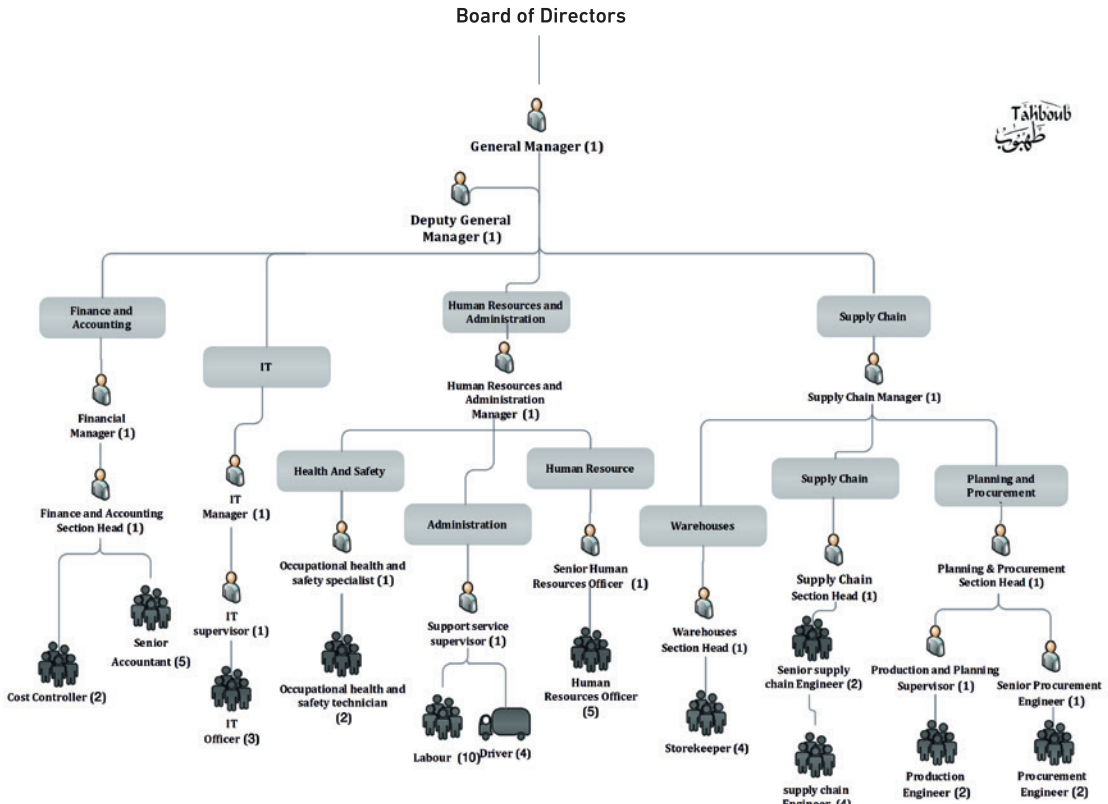 Board of Directors
Tahboub
طهبوب
General Manager (1)
Deputy General
Manager (1)
Finance and
Accounting
Financial
Manager (1)
Finance and Accounting
Section Head (1)
Cost Controller (2)
Senior
Accountant (5)
IT
IT
Manager (1)
IT
supervisor (1)
IT
Officer (3)
Human Resources and
Administration
Human Resources and
Administration
Manager (1)
Health And Safety
Occupational health and
safety specialist (1)
Occupational health and
safety technician
(2)
Administration
Support service
supervisor (1)
Labour (10)
Driver (4)
Human Resource
Senior Human
Resources Officer (1)
Human
Resources Officer
(5)
Supply Chain
Supply Chain Manager (1)
Warehouses
Warehouses
Section Head (1)
Storekeeper (4)
Supply Chain
Supply Chain
Section Head (1)
Senior supply
chain Engineer (2)
supply chain
Engineer (4)
Planning and
Procurement
Planning & Procurement
Section Head (1)
Production and Planning
Supervisor (1)
Production
Engineer (2)
Senior Procurement
Engineer (1)
Procurement
Engineer (2)